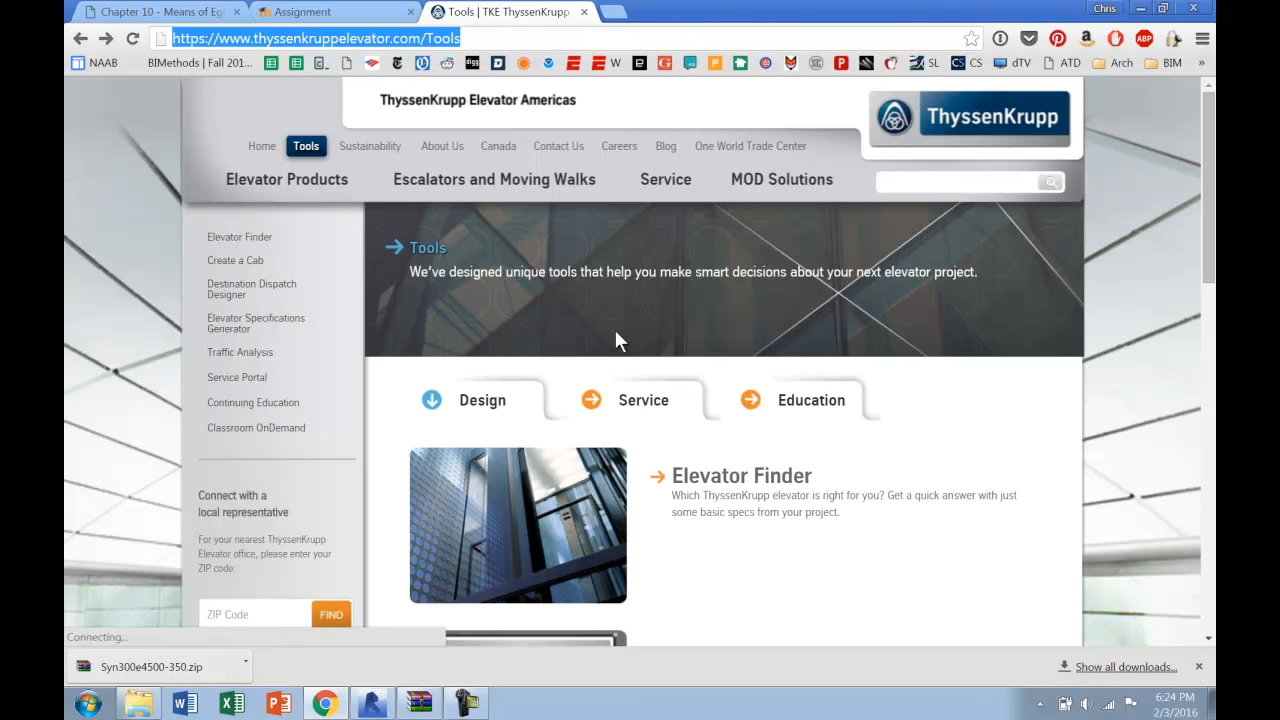 Chapter 10 - Means of Eg
Assignment
Tools | TKE ThyssenKrupp
Chris
https://www.thyssenkruppelevator.com/Tools
NAAB
BIMethods | Fall 201...
W
SL
CS
dTV
ATD
Arch
BIM
»
ThyssenKrupp Elevator Americas
ThyssenKrupp
Home
Tools
Sustainability
About Us
Canada
Contact Us
Careers
Blog
One World Trade Center
Elevator Products
Escalators and Moving Walks
Service
MOD Solutions
Elevator Finder
Create a Cab
Destination Dispatch
Designer
Elevator Specifications
Generator
Traffic Analysis
Service Portal
Continuing Education
Classroom OnDemand
Connect with a
local representative
For your nearest ThyssenKrupp
Elevator office, please enter your
ZIP code:
ZIP Code
FIND
Tools
We've designed unique tools that help you make smart decisions about your next elevator project.
Design
Service
Education
Elevator Finder
Which ThyssenKrupp elevator is right for you? Get a quick answer with just
some basic specs from your project.
Connecting...
Syn300e4500-350.zip
Show all downloads...
6:24 PM
2/3/2016